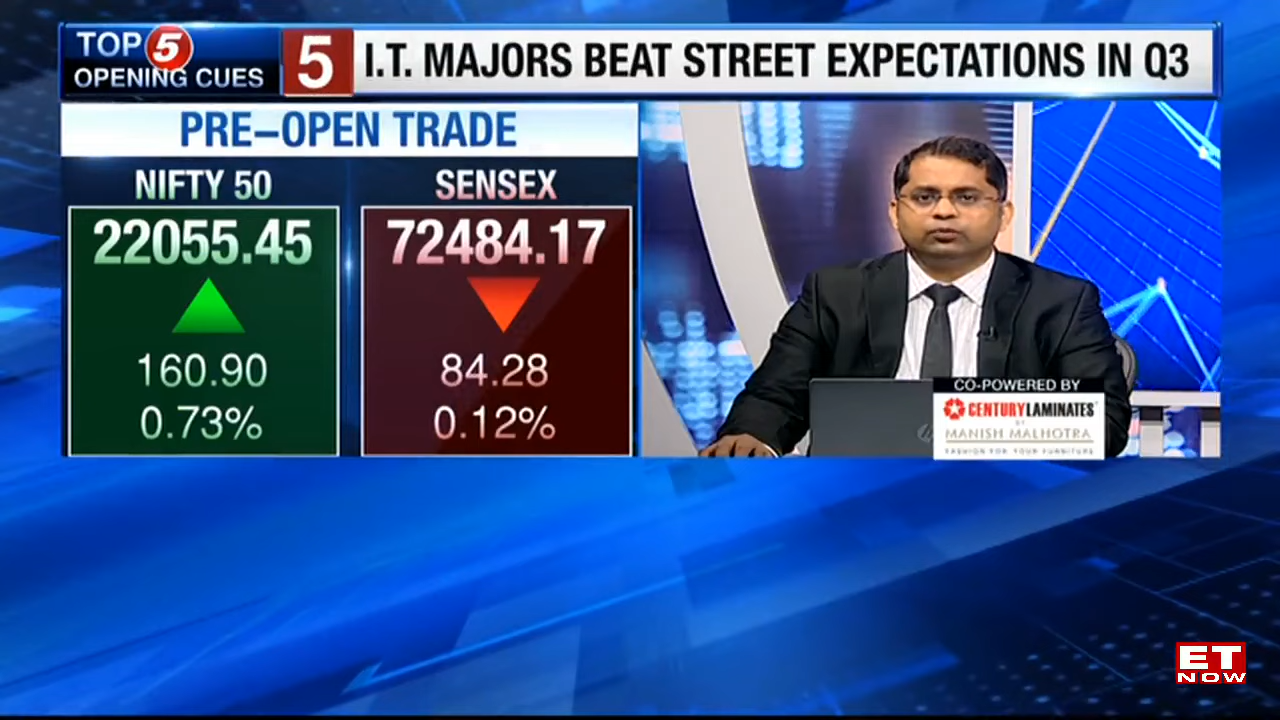 TOP 5
OPENING CUES
5
I.T. MAJORS BEAT STREET EXPECTATIONS IN Q3
PRE-OPEN TRADE
NIFTY 50
22055.45
160.90
0.73%
SENSEX
72484.17
84.28
0.12%
CO-POWERED BY
CENTURYLAMINATES
BY
MANISH MALHOTRA
FASHION FOR YOUR FURNITURE
ET
NOW